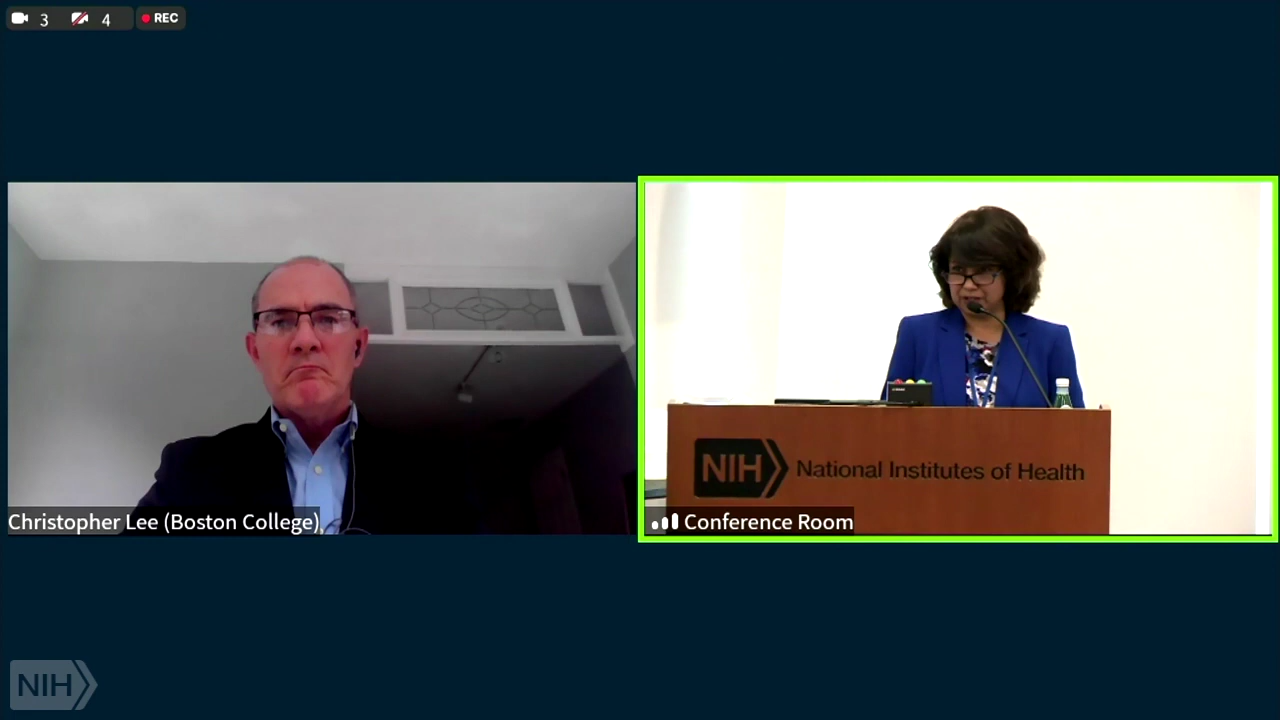 3 4 REC
NIH National Institutes of Health
Christopher Lee (Boston College)
Conference Room
NIH